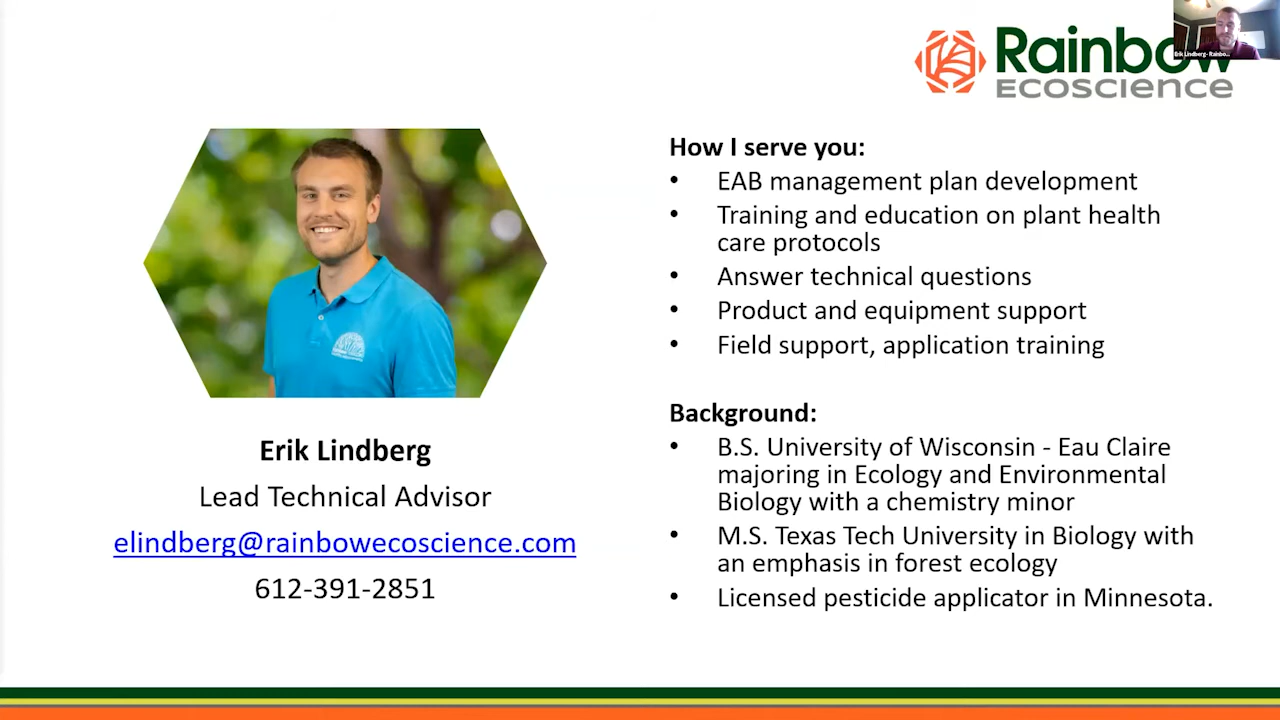 Rainbow
ECOSCIENCE
Erik Lindberg - Rainbo...
How I serve you:
• EAB management plan development
• Training and education on plant health
care protocols
• Answer technical questions
• Product and equipment support
• Field support, application training
Background:
• B.S. University of Wisconsin - Eau Claire
majoring in Ecology and Environmental
Biology with a chemistry minor
• M.S. Texas Tech University in Biology with
an emphasis in forest ecology
• Licensed pesticide applicator in Minnesota.
Erik Lindberg
Lead Technical Advisor
elindberg@rainbowecoscience.com
612-391-2851